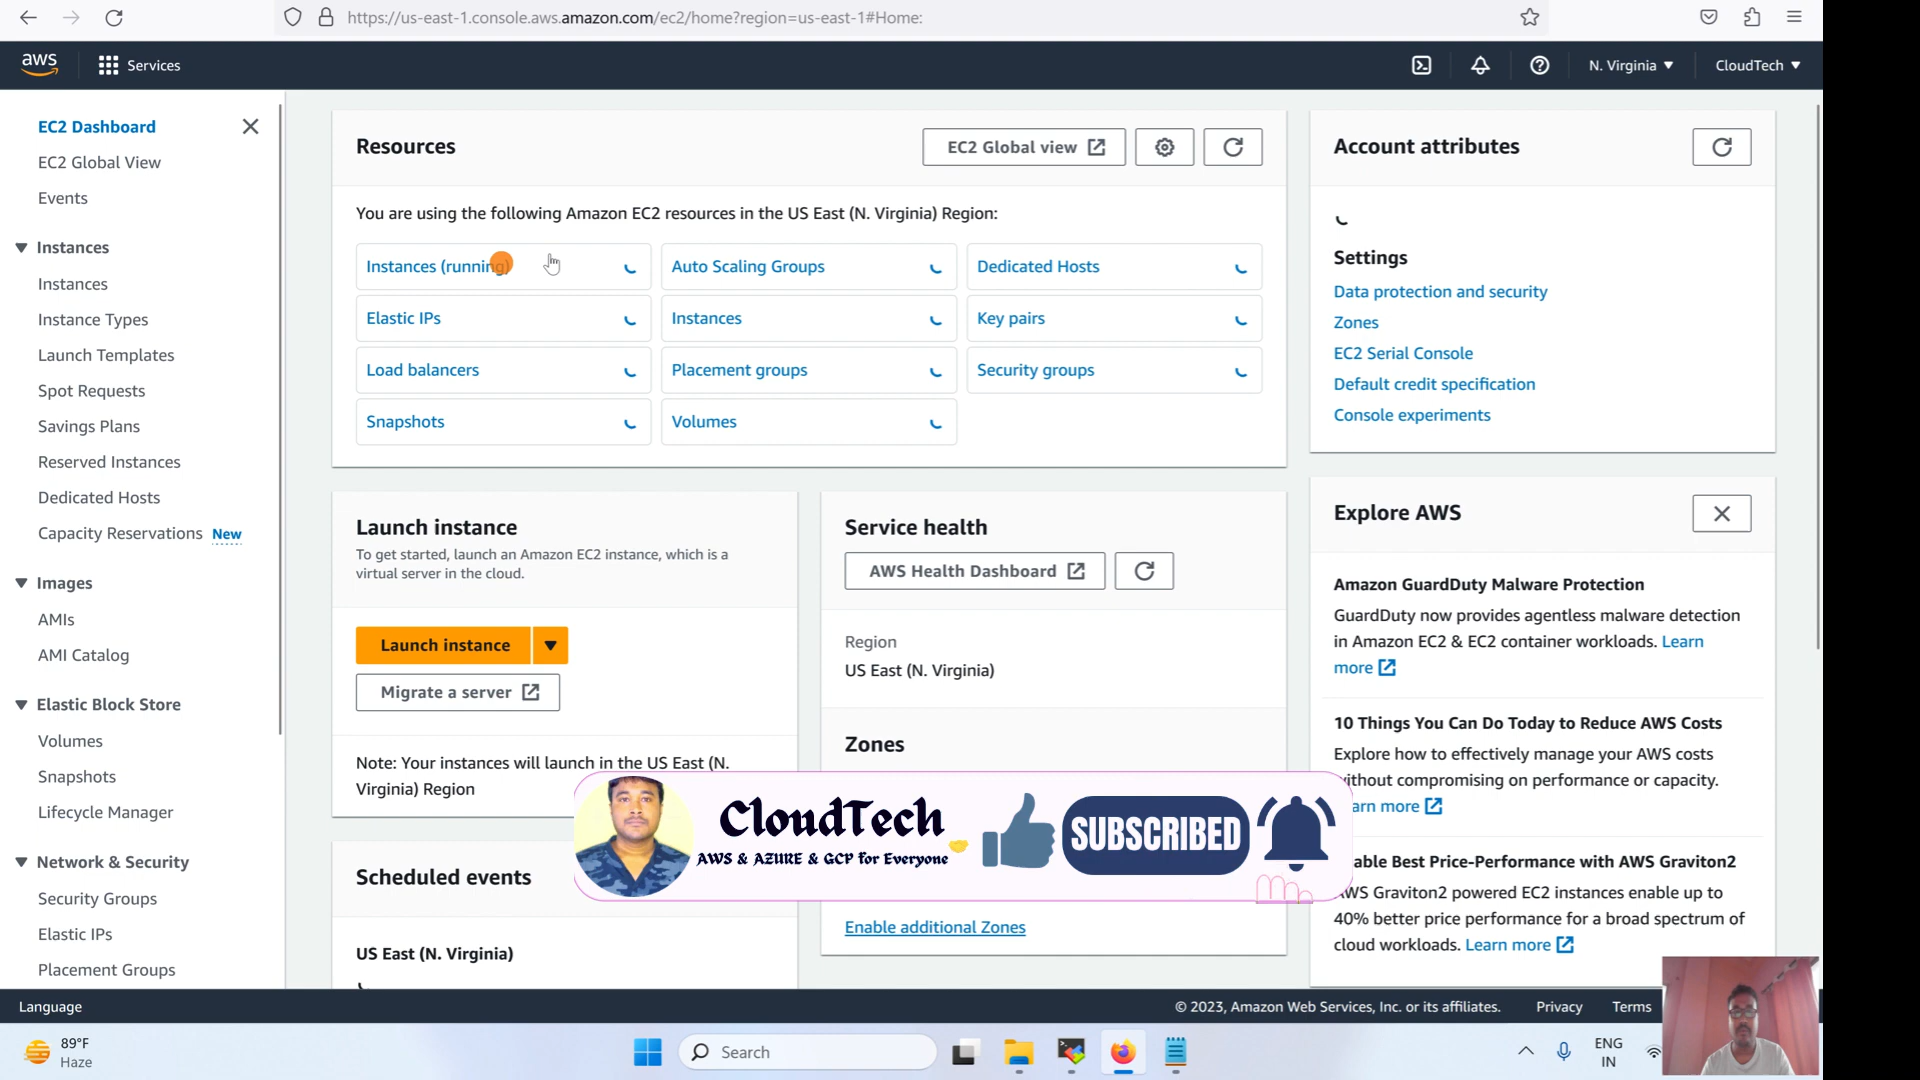 https://us-east-1.console.aws.amazon.com/ec2/home?region=us-east-1#Home:
aws
Services
N. Virginia
CloudTech
EC2 Dashboard
EC2 Global View
Events
Instances
Instances
Instance Types
Launch Templates
Spot Requests
Savings Plans
Reserved Instances
Dedicated Hosts
Capacity Reservations New
Images
AMIs
AMI Catalog
Elastic Block Store
Volumes
Snapshots
Lifecycle Manager
Network & Security
Security Groups
Elastic IPs
Placement Groups
Resources
EC2 Global view
You are using the following Amazon EC2 resources in the US East (N. Virginia) Region:
Instances (running)
Auto Scaling Groups
Dedicated Hosts
Elastic IPs
Instances
Key pairs
Load balancers
Placement groups
Security groups
Snapshots
Volumes
Launch instance
To get started, launch an Amazon EC2 instance, which is a
virtual server in the cloud.
Launch instance
Migrate a server
Note: Your instances will launch in the US East (N.
Virginia) Region
Scheduled events
US East (N. Virginia)
Service health
AWS Health Dashboard
Region
US East (N. Virginia)
Zones
Enable additional Zones
CloudTech
AWS & AZURE & GCP for Everyone
SUBSCRIBED
Account attributes
Settings
Data protection and security
Zones
EC2 Serial Console
Default credit specification
Console experiments
Explore AWS
Amazon GuardDuty Malware Protection
GuardDuty now provides agentless malware detection
in Amazon EC2 & EC2 container workloads. Learn
more
10 Things You Can Do Today to Reduce AWS Costs
Explore how to effectively manage your AWS costs
without compromising on performance or capacity.
arn more
able Best Price-Performance with AWS Graviton2
AWS Graviton2 powered EC2 instances enable up to
40% better price performance for a broad spectrum of
cloud workloads. Learn more
Language
© 2023, Amazon Web Services, Inc. or its affiliates.
Privacy
Terms
89°F
Haze
Search
ENG
IN